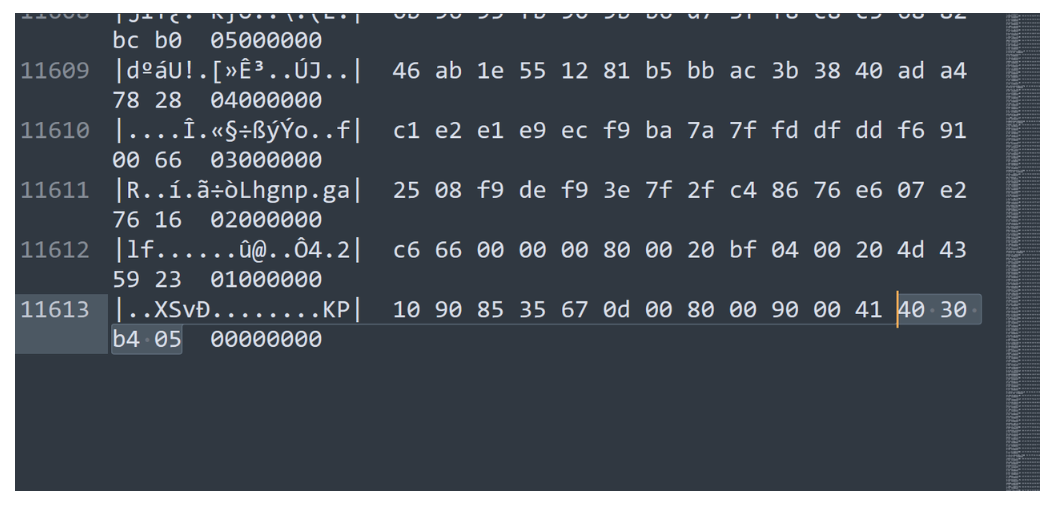 bc b0 05000000
11609 |dºáU!.[»Ê³..ÚJ..| 46 ab 1e 55 12 81 b5 bb ac 3b 38 40 ad a4
78 28 04000000
11610 |....Î.«§÷ßýÝo..f| c1 e2 e1 e9 ec f9 ba 7a 7f fd df dd f6 91
00 66 03000000
11611 |R..í.ã÷òLhgnp.ga| 25 08 f9 de f9 3e 7f 2f c4 86 76 e6 07 e2
76 16 02000000
11612 |lf......û@..Ô4.2| c6 66 00 00 00 80 00 20 bf 04 00 20 4d 43
59 23 01000000
11613 |..XSvÐ........KP| 10 90 85 35 67 0d 00 80 00 90 00 41 40 30
b4 05 00000000